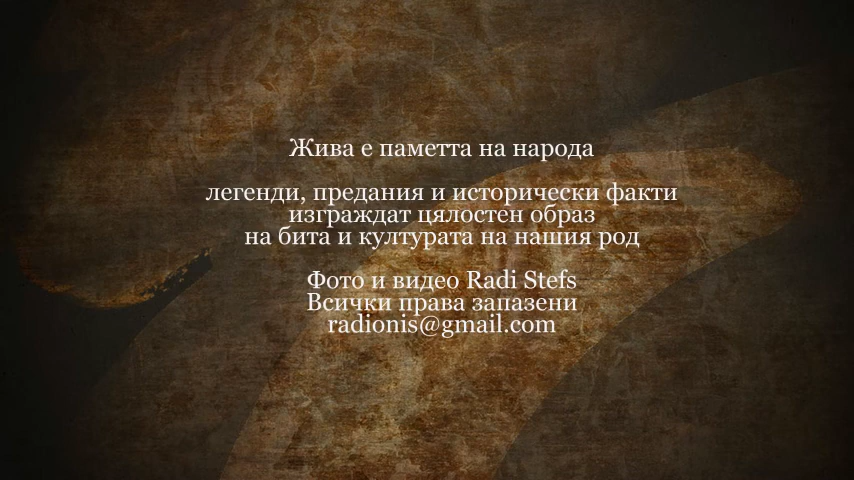 Жива е паметта на народа
легенди, предания и исторически факти
изграждат цялостен образ
на бита и културата на нашия род
Фото и видео Radi Stefs
Всички права запазени
radionis@gmail.com